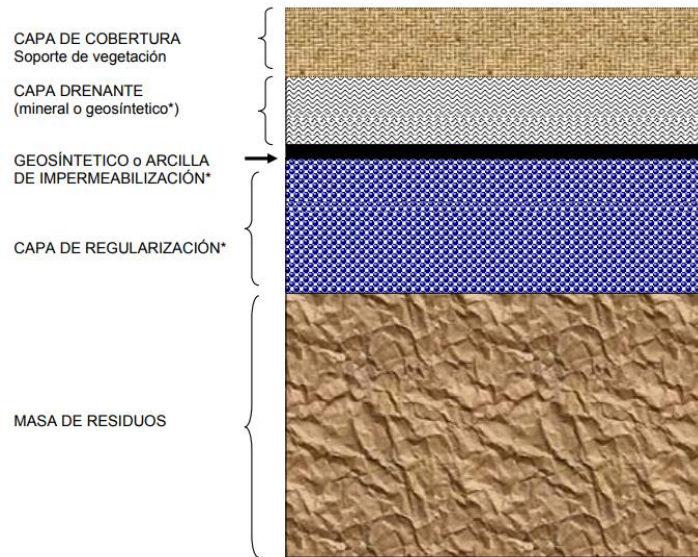 CAPA DE COBERTURA
Soporte de vegetación
CAPA DRENANTE
(mineral o geosíntetico*)
GEOSÍNTETICO o ARCILLA
DE IMPERMEABILIZACIÓN*
CAPA DE REGULARIZACIÓN*
MASA DE RESIDUOS